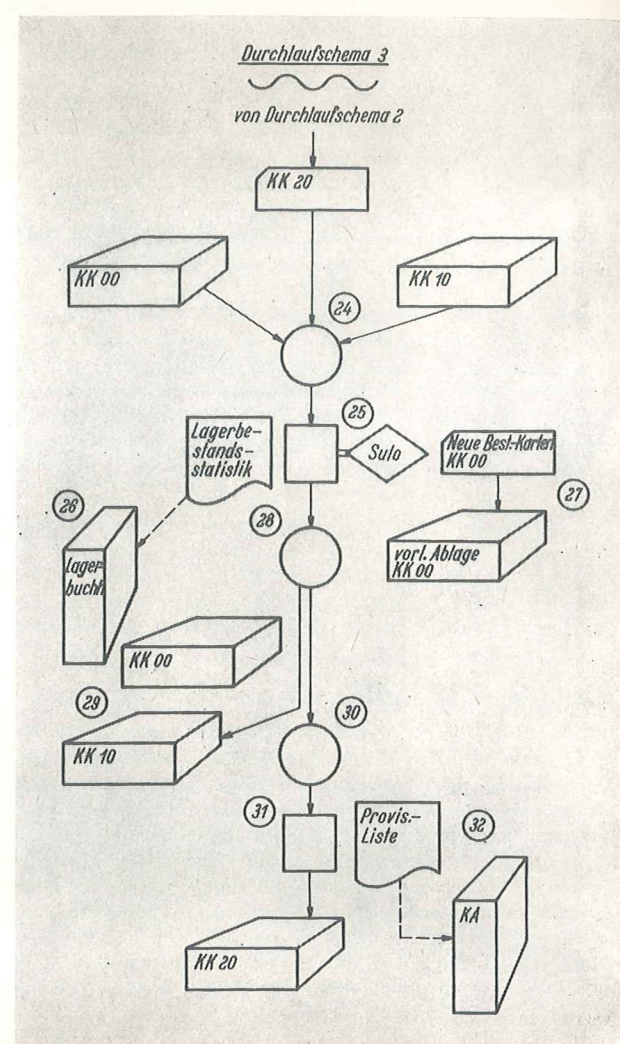 Durchlaufschema 3
von Durchlaufschema 2
KK 20
KK 00
KK 10
24
25
Lagerbe-
stands-
statistik
Sulo
Neue Best-Karten
KK 00
26
27
28
Lager-
buchh
vorl. Ablage
KK 00
KK 00
29
KK 10
30
31
Provis.-
Liste
32
KA
KK 20